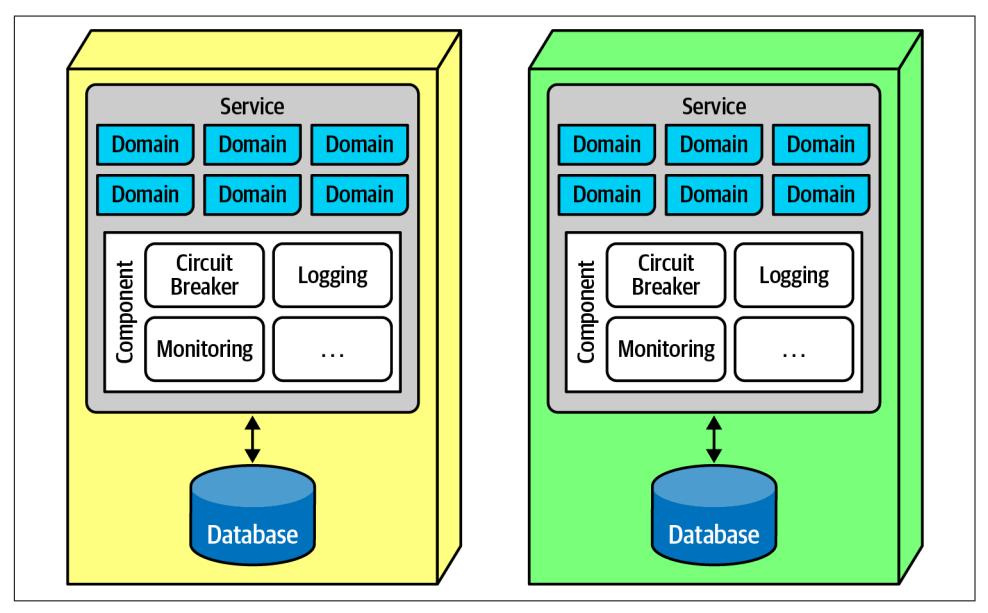 Service
Domain Domain Domain
Domain Domain Domain
Component
Circuit
Breaker
Logging
Monitoring
...
Database
Service
Domain Domain Domain
Domain Domain Domain
Component
Circuit
Breaker
Logging
Monitoring
...
Database